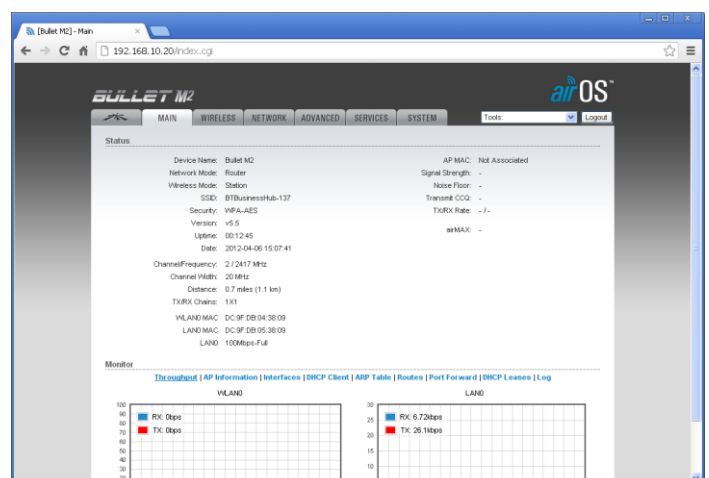 [Bullet M2] - Main
192.168.10.20/index.cgi
BULLET M2
airOS™
MAIN WIRELESS NETWORK ADVANCED SERVICES SYSTEM Tools: Logout
Status
Device Name: Bullet M2
Network Mode: Router
Wireless Mode: Station
SSID: BTBusinessHub-137
Security: WPA-AES
Version: v5.5
Uptime: 00:12:45
Date: 2012-04-06 15:07:41
Channel/Frequency: 2 / 2417 MHz
Channel Width: 20 MHz
Distance: 0.7 miles (1.1 km)
TX/RX Chains: 1X1
WLAN0 MAC DC:9F:DB:04:38:09
LAN0 MAC DC:9F:DB:05:38:09
LAN0 100Mbps-Full
AP MAC: Not Associated
Signal Strength: -
Noise Floor: -
Transmit CCQ: -
TX/RX Rate: - / -
airMAX: -
Monitor
Throughput | AP Information | Interfaces | DHCP Client | ARP Table | Routes | Port Forward | DHCP Leases | Log
WLAN0
100
90
80
70
60
50
40
30
20
RX: 0bps
TX: 0bps
LAN0
30
25
20
15
10
RX: 6.72kbps
TX: 26.1kbps